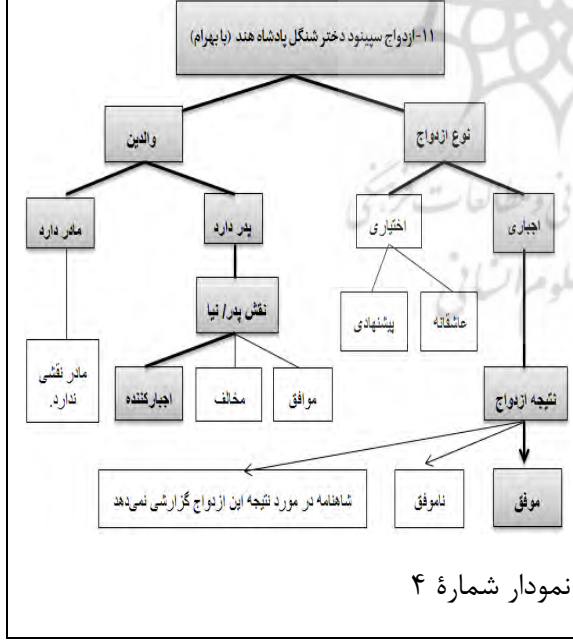 ۱۱-ازدواج سپینود دختر شنگل پادشاه هند (با بهرام)
نوع ازدواج
والدین
اجباری
اختیاری
پدر دارد
مادر دارد
عاشقانه
پیشنهادی
نقش پدر/ نیا
مادر نقشی
ندارد.
نتیجه ازدواج
موافق
مخالف
اجبارکننده
موفق
ناموفق
شاهنامه در مورد نتیجه این ازدواج گزارشی نمی‌دهد
نمودار شمارهٔ ۴